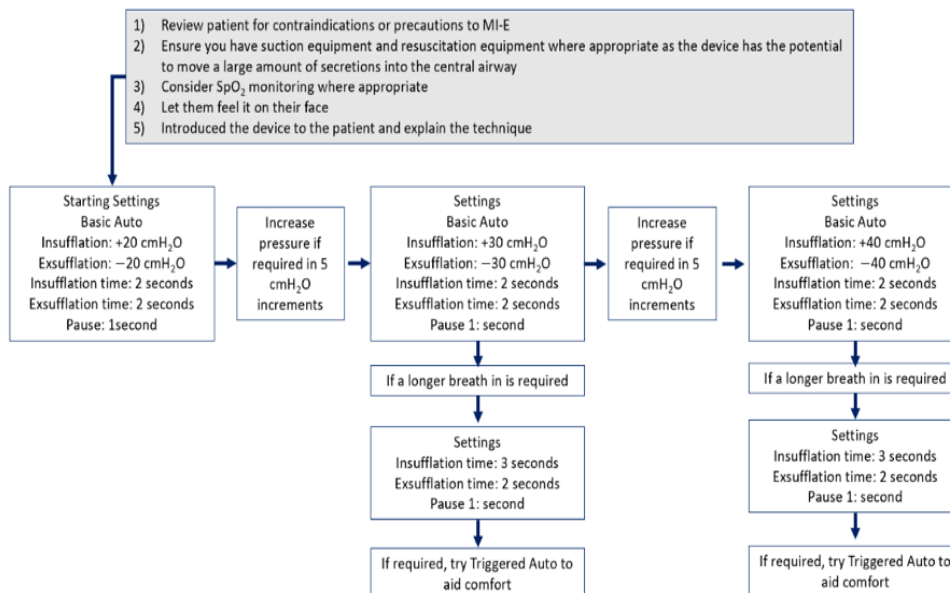 1) Review patient for contraindications or precautions to MI-E
2) Ensure you have suction equipment and resuscitation equipment where appropriate as the device has the potential
to move a large amount of secretions into the central airway
3) Consider SpO₂ monitoring where appropriate
4) Let them feel it on their face
5) Introduced the device to the patient and explain the technique
Starting Settings
Basic Auto
Insufflation: +20 cmH₂O
Exsufflation: −20 cmH₂O
Insufflation time: 2 seconds
Exsufflation time: 2 seconds
Pause: 1second
Increase
pressure if
required in 5
cmH₂O
increments
Settings
Basic Auto
Insufflation: +30 cmH₂O
Exsufflation: −30 cmH₂O
Insufflation time: 2 seconds
Exsufflation time: 2 seconds
Pause 1: second
Increase
pressure if
required in 5
cmH₂O
increments
Settings
Basic Auto
Insufflation: +40 cmH₂O
Exsufflation: −40 cmH₂O
Insufflation time: 2 seconds
Exsufflation time: 2 seconds
Pause 1: second
If a longer breath in is required
Settings
Insufflation time: 3 seconds
Exsufflation time: 2 seconds
Pause 1: second
If required, try Triggered Auto to
aid comfort
If a longer breath in is required
Settings
Insufflation time: 3 seconds
Exsufflation time: 2 seconds
Pause 1: second
If required, try Triggered Auto to
aid comfort